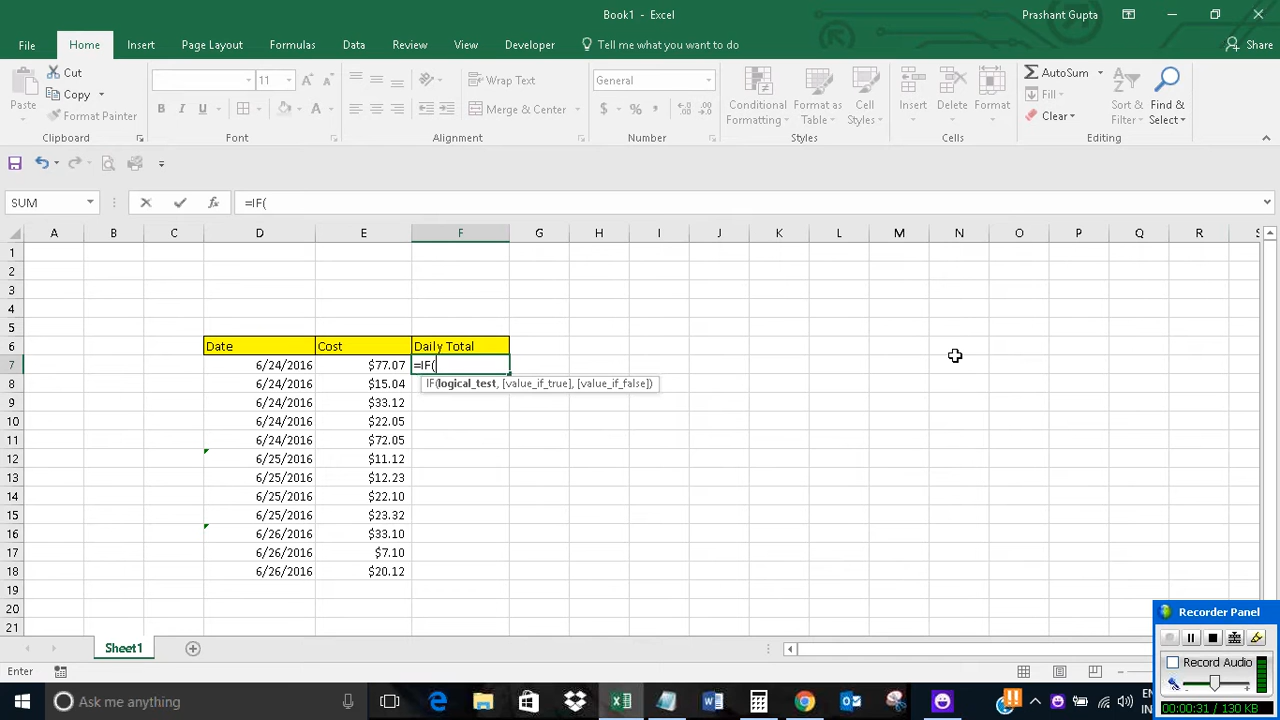 Book1 - Excel
Prashant Gupta
File Home Insert Page Layout Formulas Data Review View Developer Tell me what you want to do Share
Paste
Cut
Copy
Format Painter
Clipboard
11 A A
B I U A
Font
Wrap Text
Merge & Center
Alignment
General
$ % ,
Number
Conditional Formatting
Format as Table
Cell Styles
Styles
Insert Delete Format
Cells
AutoSum
Fill
Clear
Sort & Filter
Find & Select
Editing
SUM fx =IF(
A B C D E F G H I J K L M N O P Q R S
1
2
3
4
5
6 Date Cost Daily Total
7 6/24/2016 $77.07 =IF(
IF(logical_test, [value_if_true], [value_if_false])
8 6/24/2016 $15.04
9 6/24/2016 $33.12
10 6/24/2016 $22.05
11 6/24/2016 $72.05
12 6/25/2016 $11.12
13 6/25/2016 $12.23
14 6/25/2016 $22.10
15 6/25/2016 $23.32
16 6/26/2016 $33.10
17 6/26/2016 $7.10
18 6/26/2016 $20.12
19
20
21
Sheet1
Enter
Recorder Panel
Record Audio
00:00:31 / 130 KB
Ask me anything